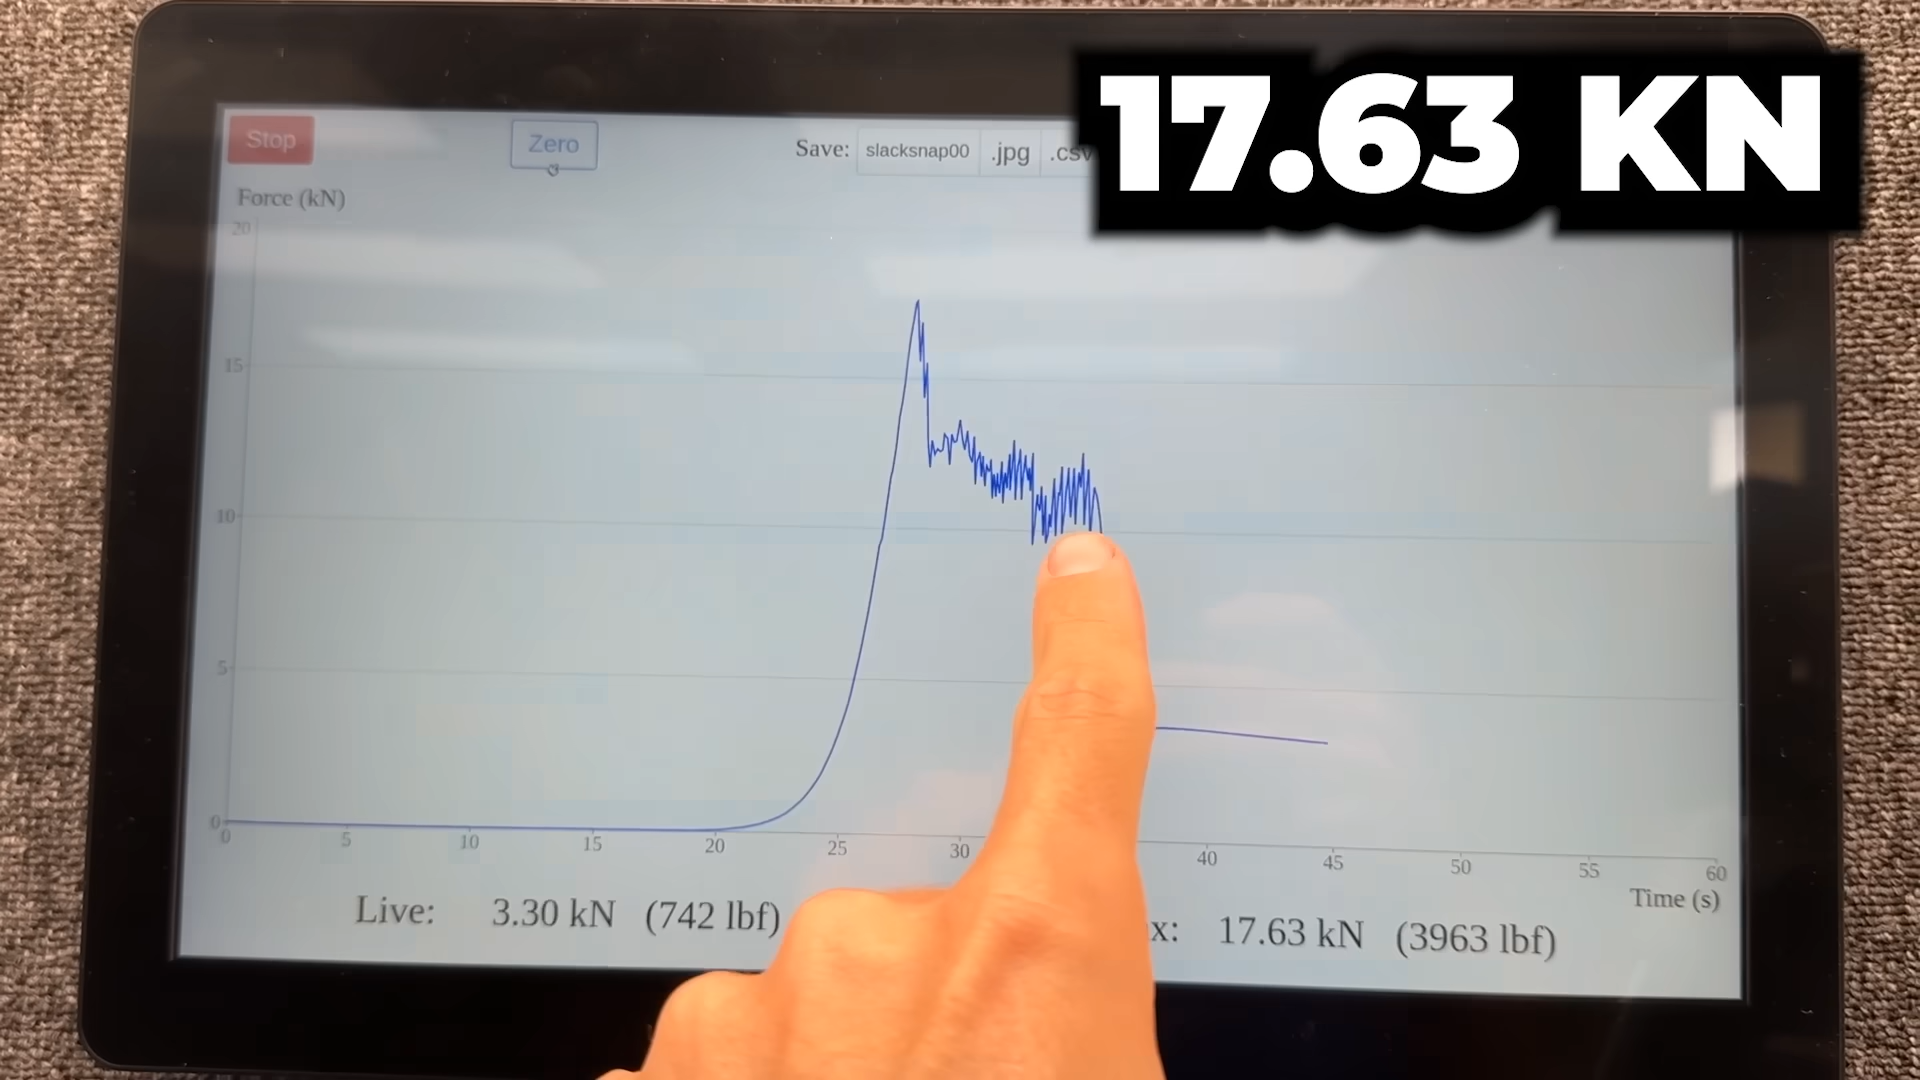 17.63 KN
Stop
Zero
Save: slacksnap00 .jpg .csv
Force (kN)
20
15
10
5
0
0 5 10 15 20 25 30 40 45 50 55 60
Time (s)
Live: 3.30 kN (742 lbf)
x: 17.63 kN (3963 lbf)